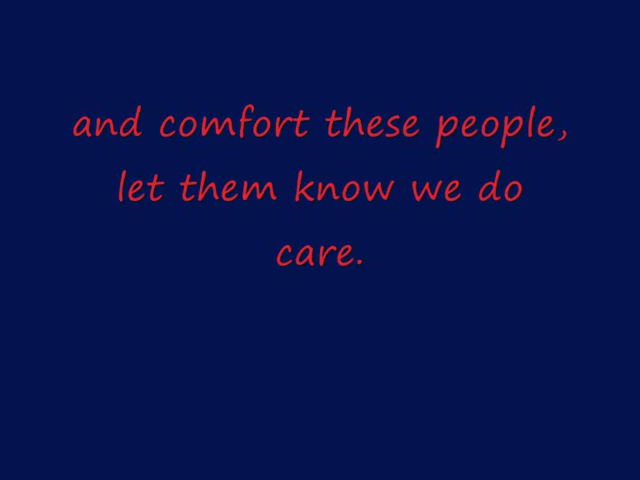 and comfort these people,
let them know we do
care.